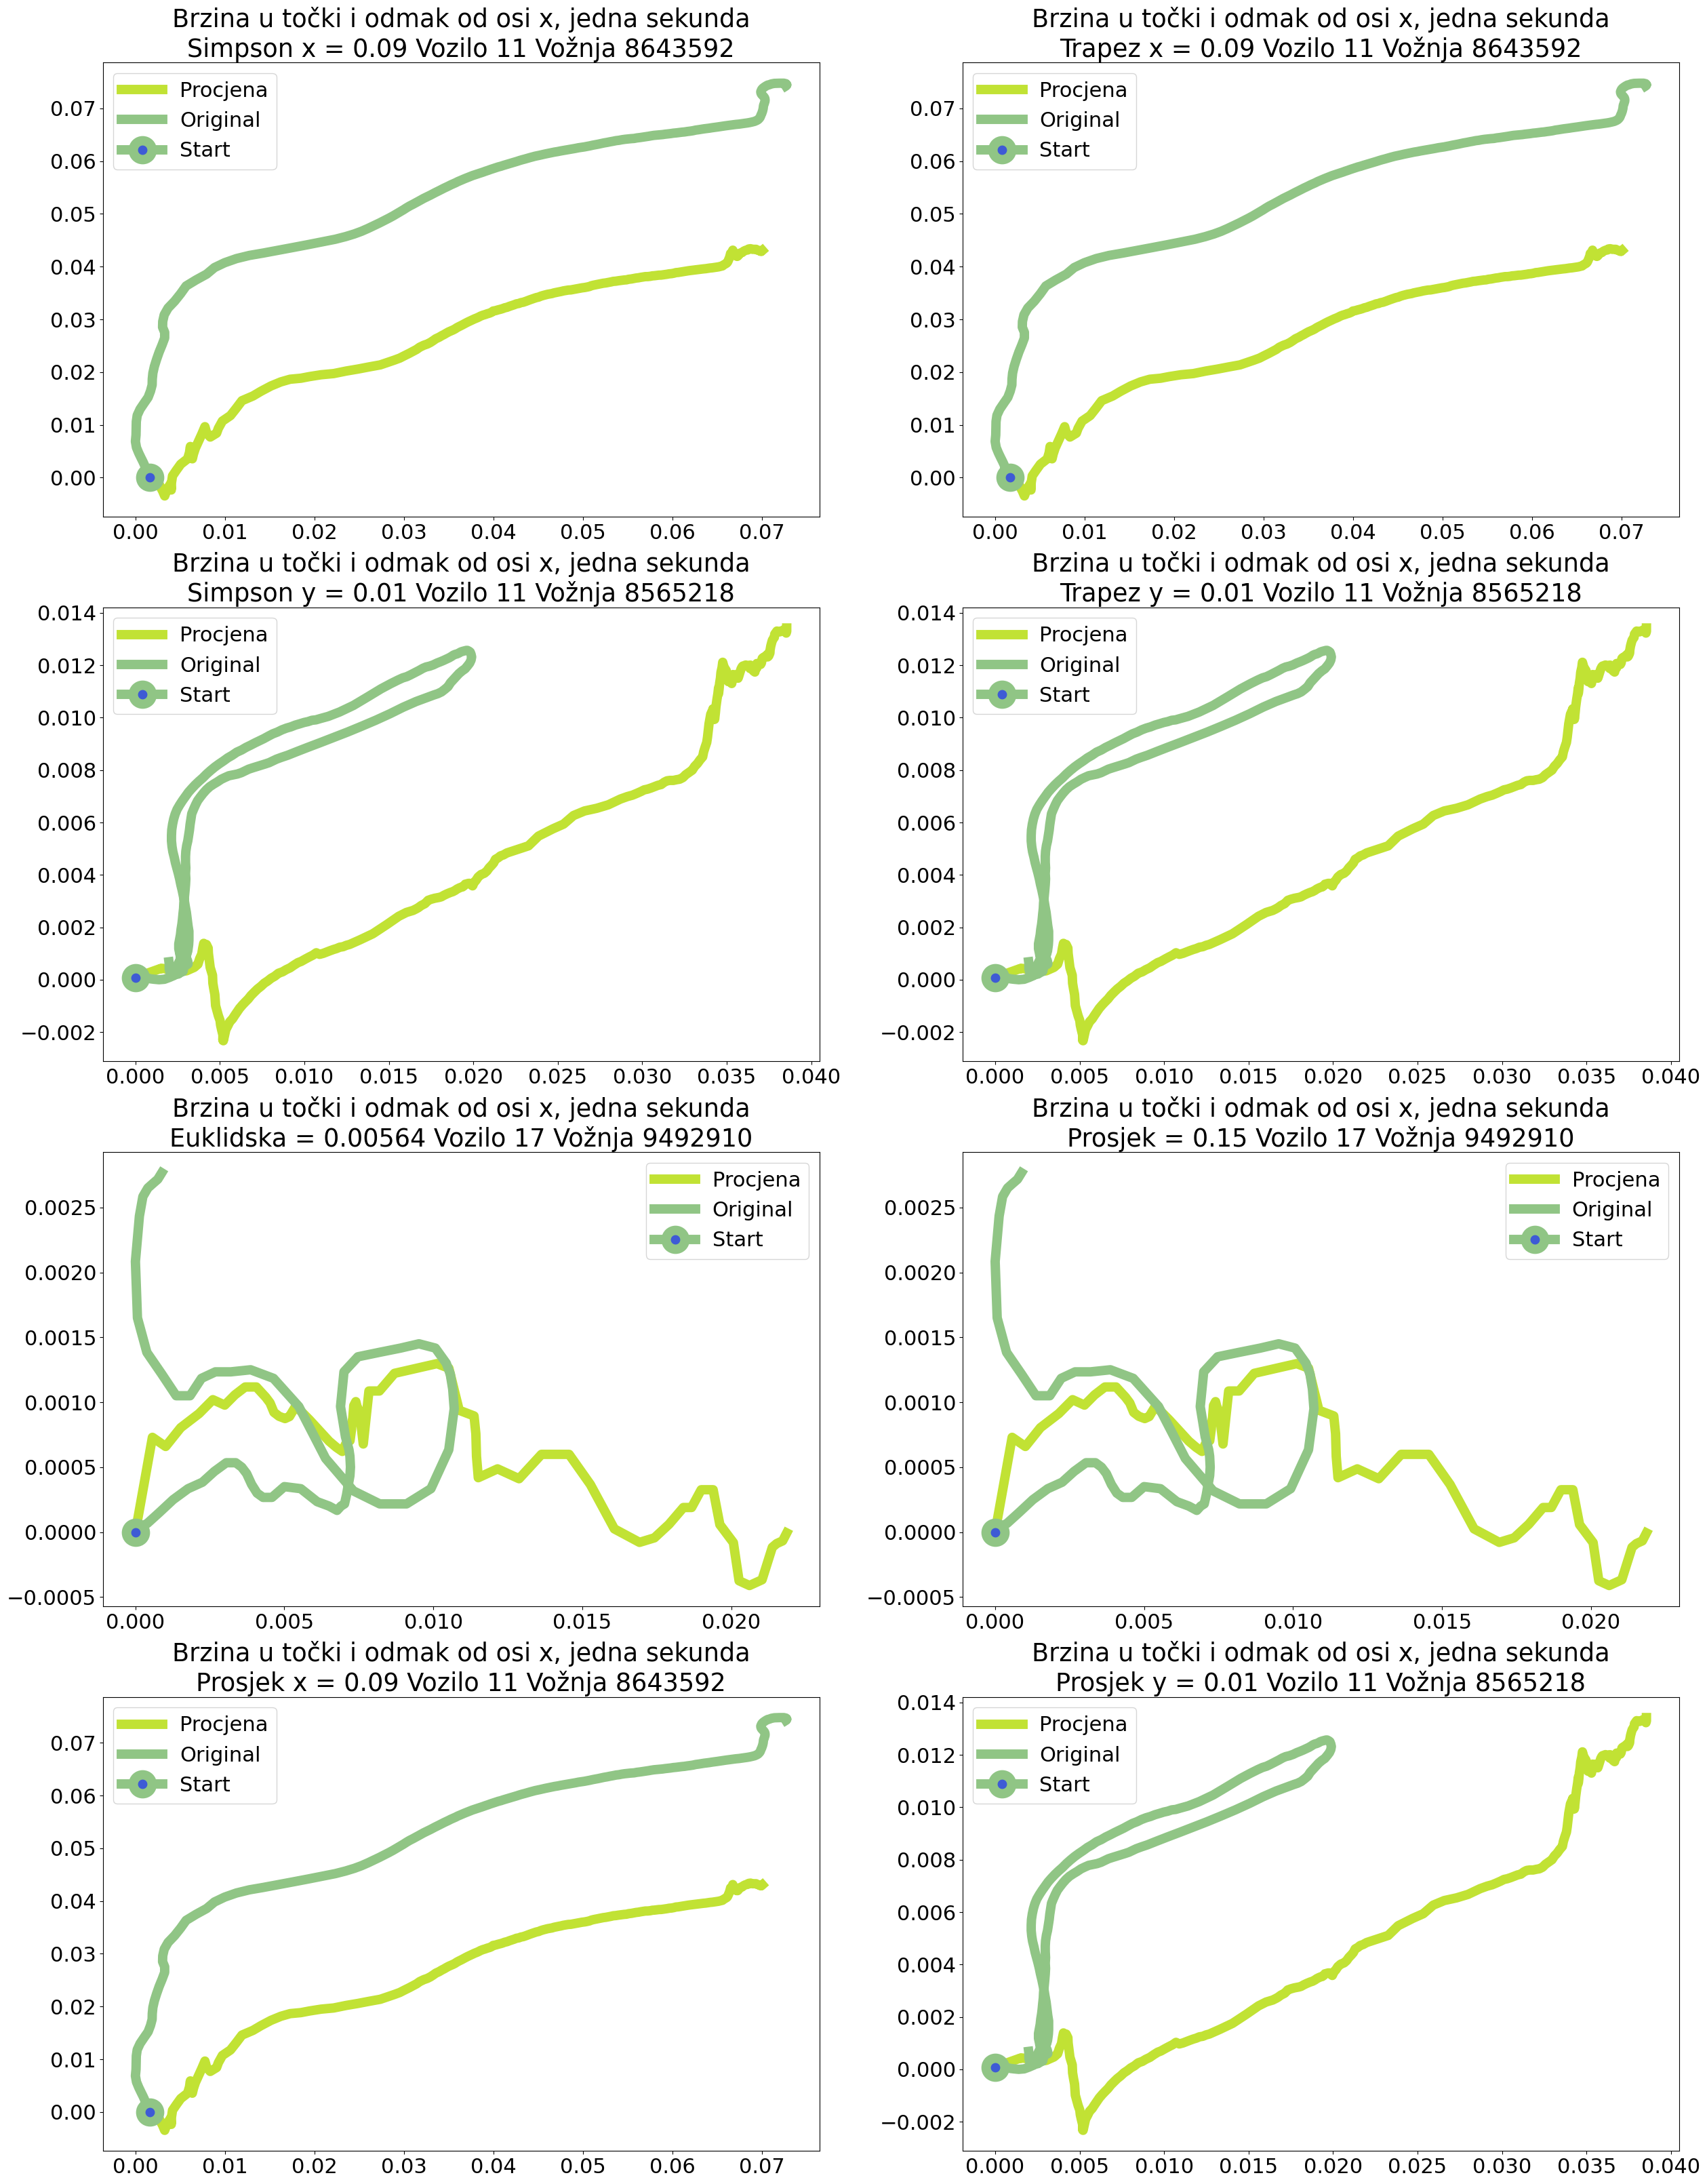 Brzina u točki i odmak od osi x, jedna sekunda
Simpson x = 0.09 Vozilo 11 Vožnja 8643592
Procjena
Original
Start
0.07
0.06
0.05
0.04
0.03
0.02
0.01
0.00
0.00 0.01 0.02 0.03 0.04 0.05 0.06 0.07
Brzina u točki i odmak od osi x, jedna sekunda
Trapez x = 0.09 Vozilo 11 Vožnja 8643592
Procjena
Original
Start
0.07
0.06
0.05
0.04
0.03
0.02
0.01
0.00
0.00 0.01 0.02 0.03 0.04 0.05 0.06 0.07
Brzina u točki i odmak od osi x, jedna sekunda
Simpson y = 0.01 Vozilo 11 Vožnja 8565218
Procjena
Original
Start
0.014
0.012
0.010
0.008
0.006
0.004
0.002
0.000
−0.002
0.000 0.005 0.010 0.015 0.020 0.025 0.030 0.035 0.040
Brzina u točki i odmak od osi x, jedna sekunda
Trapez y = 0.01 Vozilo 11 Vožnja 8565218
Procjena
Original
Start
0.014
0.012
0.010
0.008
0.006
0.004
0.002
0.000
−0.002
0.000 0.005 0.010 0.015 0.020 0.025 0.030 0.035 0.040
Brzina u točki i odmak od osi x, jedna sekunda
Euklidska = 0.00564 Vozilo 17 Vožnja 9492910
Procjena
Original
Start
0.0025
0.0020
0.0015
0.0010
0.0005
0.0000
−0.0005
0.000 0.005 0.010 0.015 0.020
Brzina u točki i odmak od osi x, jedna sekunda
Prosjek = 0.15 Vozilo 17 Vožnja 9492910
Procjena
Original
Start
0.0025
0.0020
0.0015
0.0010
0.0005
0.0000
−0.0005
0.000 0.005 0.010 0.015 0.020
Brzina u točki i odmak od osi x, jedna sekunda
Prosjek x = 0.09 Vozilo 11 Vožnja 8643592
Procjena
Original
Start
0.07
0.06
0.05
0.04
0.03
0.02
0.01
0.00
0.00 0.01 0.02 0.03 0.04 0.05 0.06 0.07
Brzina u točki i odmak od osi x, jedna sekunda
Prosjek y = 0.01 Vozilo 11 Vožnja 8565218
Procjena
Original
Start
0.014
0.012
0.010
0.008
0.006
0.004
0.002
0.000
−0.002
0.000 0.005 0.010 0.015 0.020 0.025 0.030 0.035 0.040